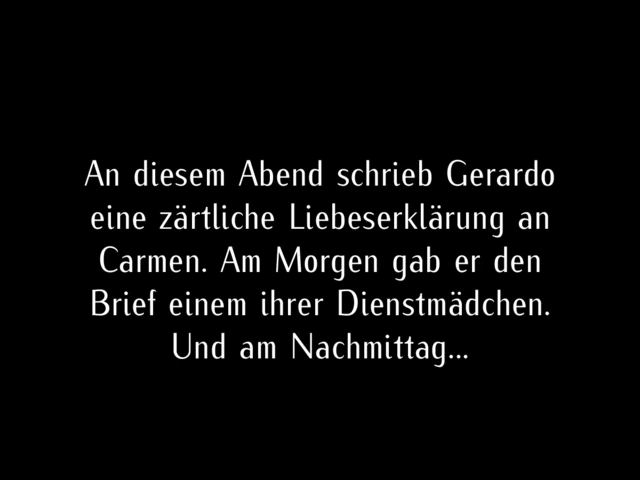 An diesem Abend schrieb Gerardo
eine zärtliche Liebeserklärung an
Carmen. Am Morgen gab er den
Brief einem ihrer Dienstmädchen.
Und am Nachmittag...